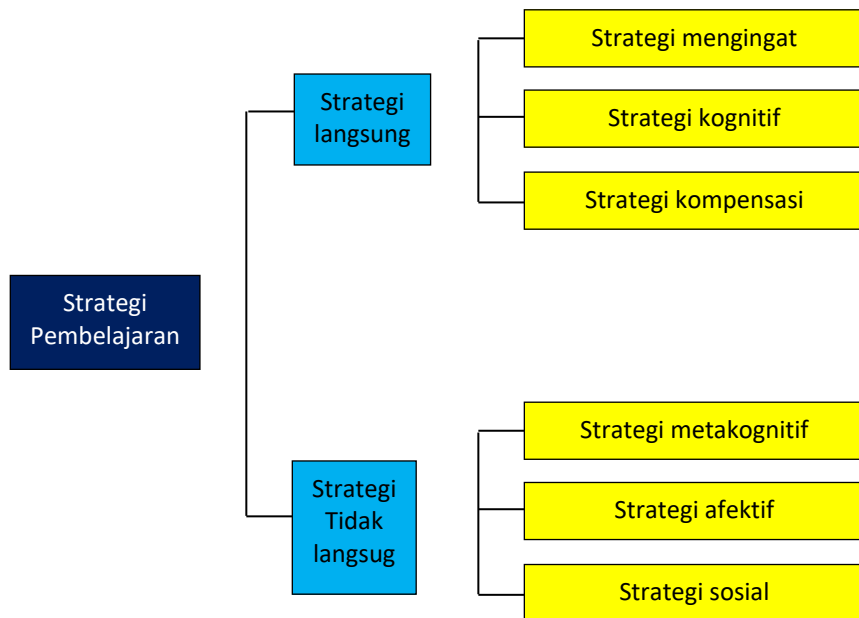 Strategi
Pembelajaran
Strategi
langsung
Strategi mengingat
Strategi kognitif
Strategi kompensasi
Strategi
Tidak
langsug
Strategi metakognitif
Strategi afektif
Strategi sosial